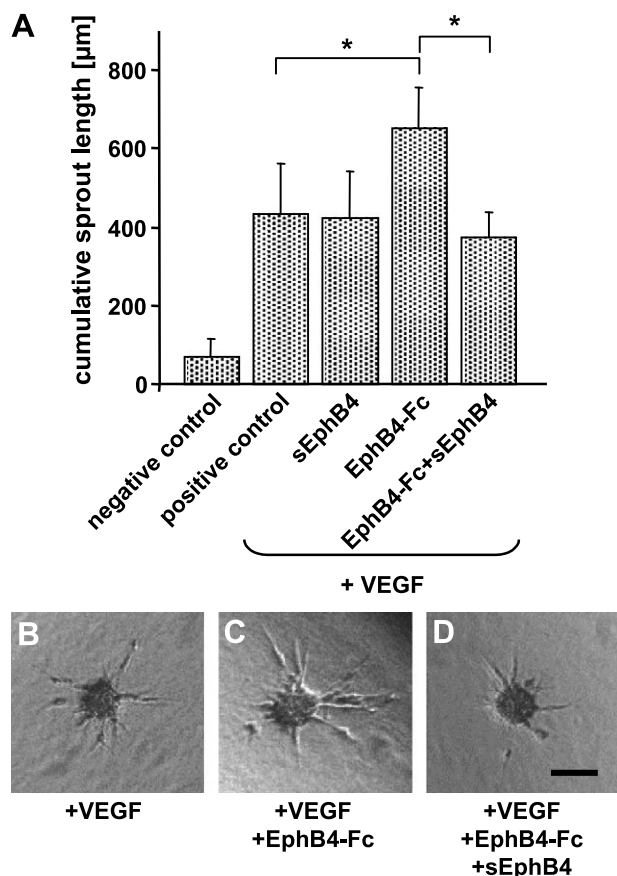 A
cumulative sprout length [µm]
800
600
400
200
0
*
*
negative control
positive control
sEphB4
EphB4-Fc
EphB4-Fc+sEphB4
+ VEGF
B
C
D
+VEGF
+VEGF
+EphB4-Fc
+VEGF
+EphB4-Fc
+sEphB4